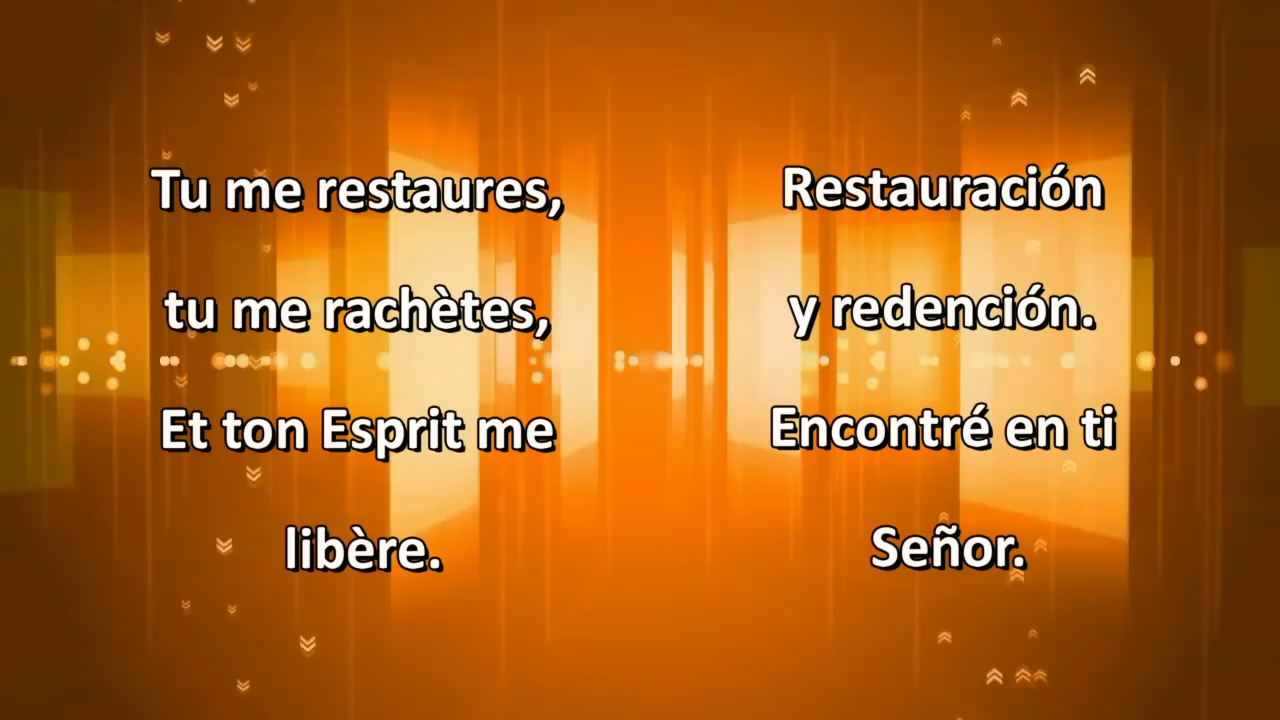 Tu me restaures,
tu me rachètes,
Et ton Esprit me
libère.
Restauración
y redención.
Encontré en ti
Señor.